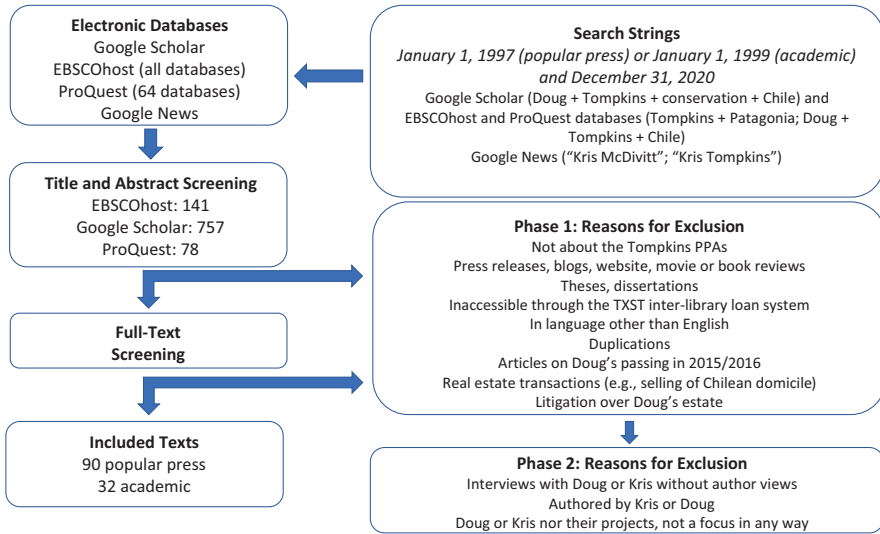 Electronic Databases
Google Scholar
EBSCOhost (all databases)
ProQuest (64 databases)
Google News
Search Strings
January 1, 1997 (popular press) or January 1, 1999 (academic)
and December 31, 2020
Google Scholar (Doug + Tompkins + conservation + Chile) and
EBSCOhost and ProQuest databases (Tompkins + Patagonia; Doug +
Tompkins + Chile)
Google News (“Kris McDivitt”; “Kris Tompkins”)
Title and Abstract Screening
EBSCOhost: 141
Google Scholar: 757
ProQuest: 78
Phase 1: Reasons for Exclusion
Not about the Tompkins PPAs
Press releases, blogs, website, movie or book reviews
Theses, dissertations
Inaccessible through the TXST inter-library loan system
In language other than English
Duplications
Articles on Doug’s passing in 2015/2016
Real estate transactions (e.g., selling of Chilean domicile)
Litigation over Doug’s estate
Full-Text
Screening
Included Texts
90 popular press
32 academic
Phase 2: Reasons for Exclusion
Interviews with Doug or Kris without author views
Authored by Kris or Doug
Doug or Kris nor their projects, not a focus in any way